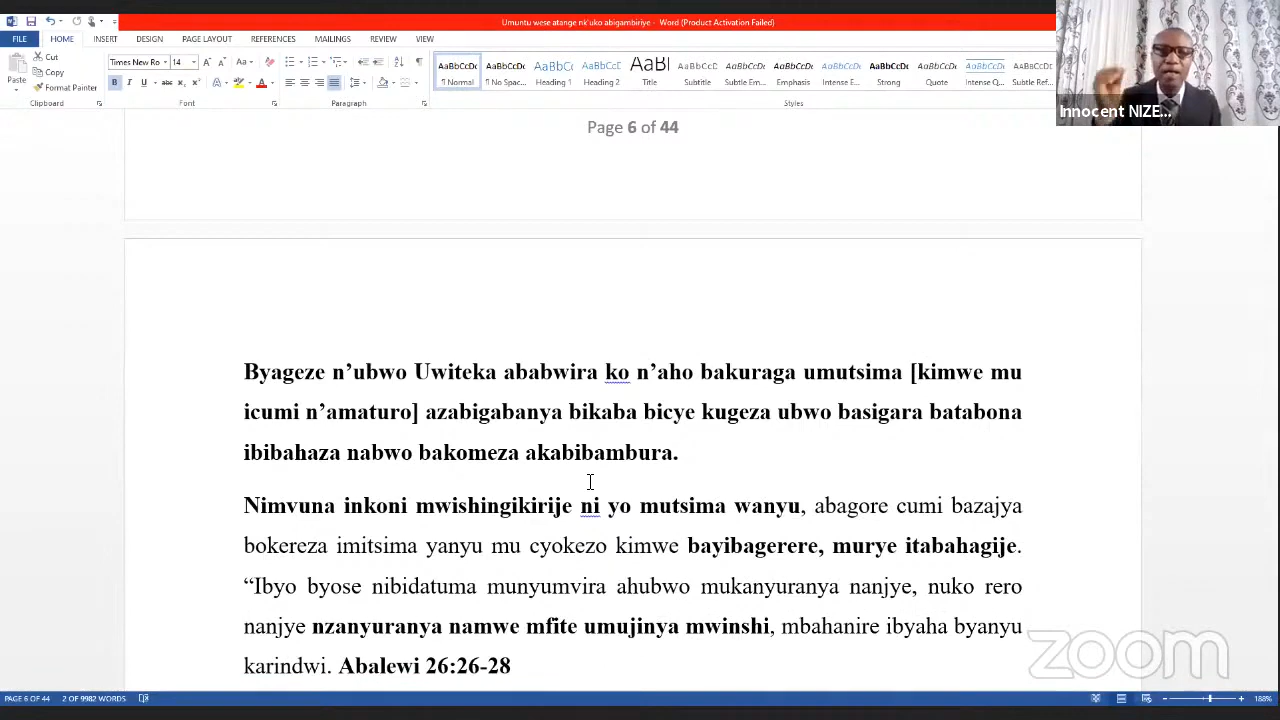 Umuntu wese atange nk'uko abigambiriye - Word (Product Activation Failed)
FILE HOME INSERT DESIGN PAGE LAYOUT REFERENCES MAILINGS REVIEW VIEW
Paste Cut Copy Format Painter
Clipboard
Times New Ro 14
Font
Paragraph
AaBbCcDc AaBbCcDc AaBbCc AaBbCcD AaBl AaBbCcD AaBbCcDt AaBbCcDt AaBbCcDt AaBbCcDc AaBbCcDt AaBbCcDt AaBbCcDc
¶ Normal ¶ No Spac... Heading 1 Heading 2 Title Subtitle Subtle Em... Emphasis Intense E... Strong Quote Intense Q... Subtle Ref...
Styles
Innocent NIZE...
Page 6 of 44
Byageze n’ubwo Uwiteka ababwira ko n’aho bakuraga umutsima [kimwe mu
icumi n’amaturo] azabigabanya bikaba bicye kugeza ubwo basigara batabona
ibibahaza nabwo bakomeza akabibambura.
Nimvuna inkoni mwishingikirije ni yo mutsima wanyu, abagore cumi bazajya
bokereza imitsima yanyu mu cyokezo kimwe bayibagerere, murye itabahagije.
“Ibyo byose nibidatuma munyumvira ahubwo mukanyuranya nanjye, nuko rero
nanjye nzanyuranya namwe mfite umujinya mwinshi, mbahanire ibyaha byanyu
karindwi. Abalewi 26:26-28
zoom
PAGE 6 OF 44 2 OF 9982 WORDS 188%